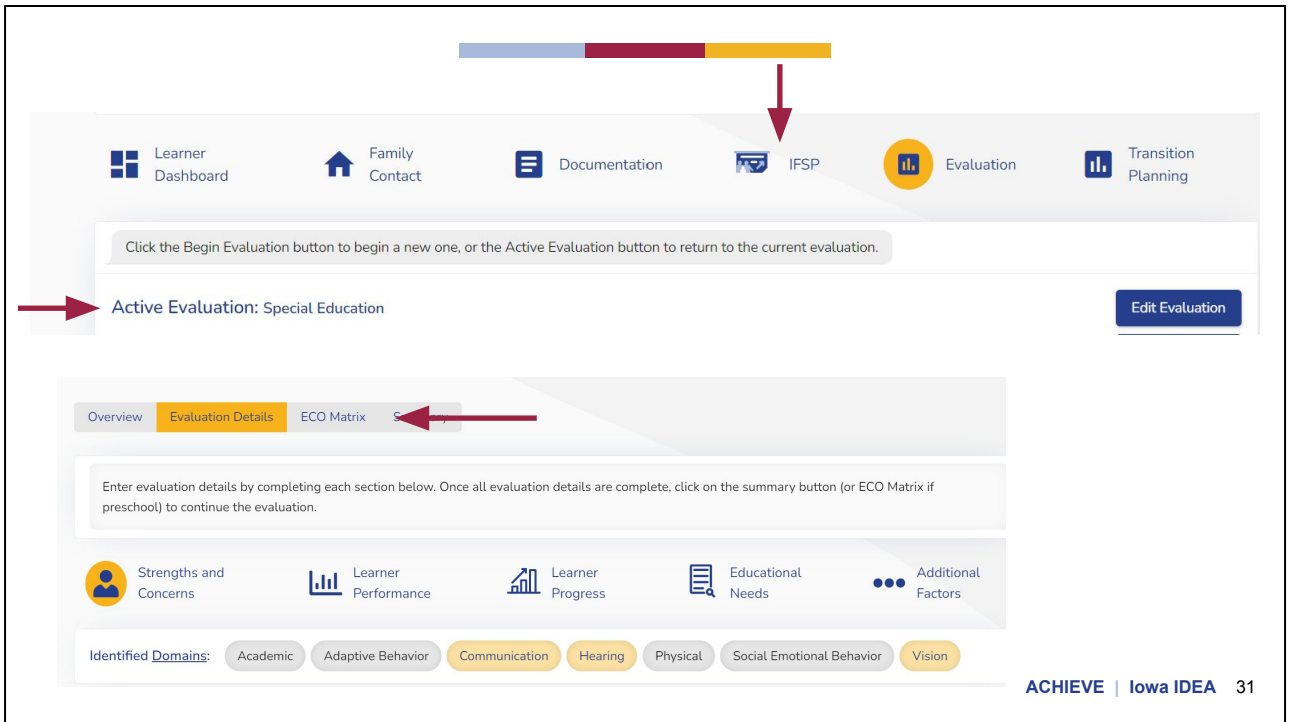 Learner Dashboard
Family Contact
Documentation
IFSP
Evaluation
Transition Planning
Click the Begin Evaluation button to begin a new one, or the Active Evaluation button to return to the current evaluation.
Active Evaluation: Special Education
Edit Evaluation
Overview
Evaluation Details
ECO Matrix
Enter evaluation details by completing each section below. Once all evaluation details are complete, click on the summary button (or ECO Matrix if
preschool) to continue the evaluation.
Strengths and Concerns
Learner Performance
Learner Progress
Educational Needs
Additional Factors
Identified Domains: Academic Adaptive Behavior Communication Hearing Physical Social Emotional Behavior Vision
ACHIEVE | Iowa IDEA 31